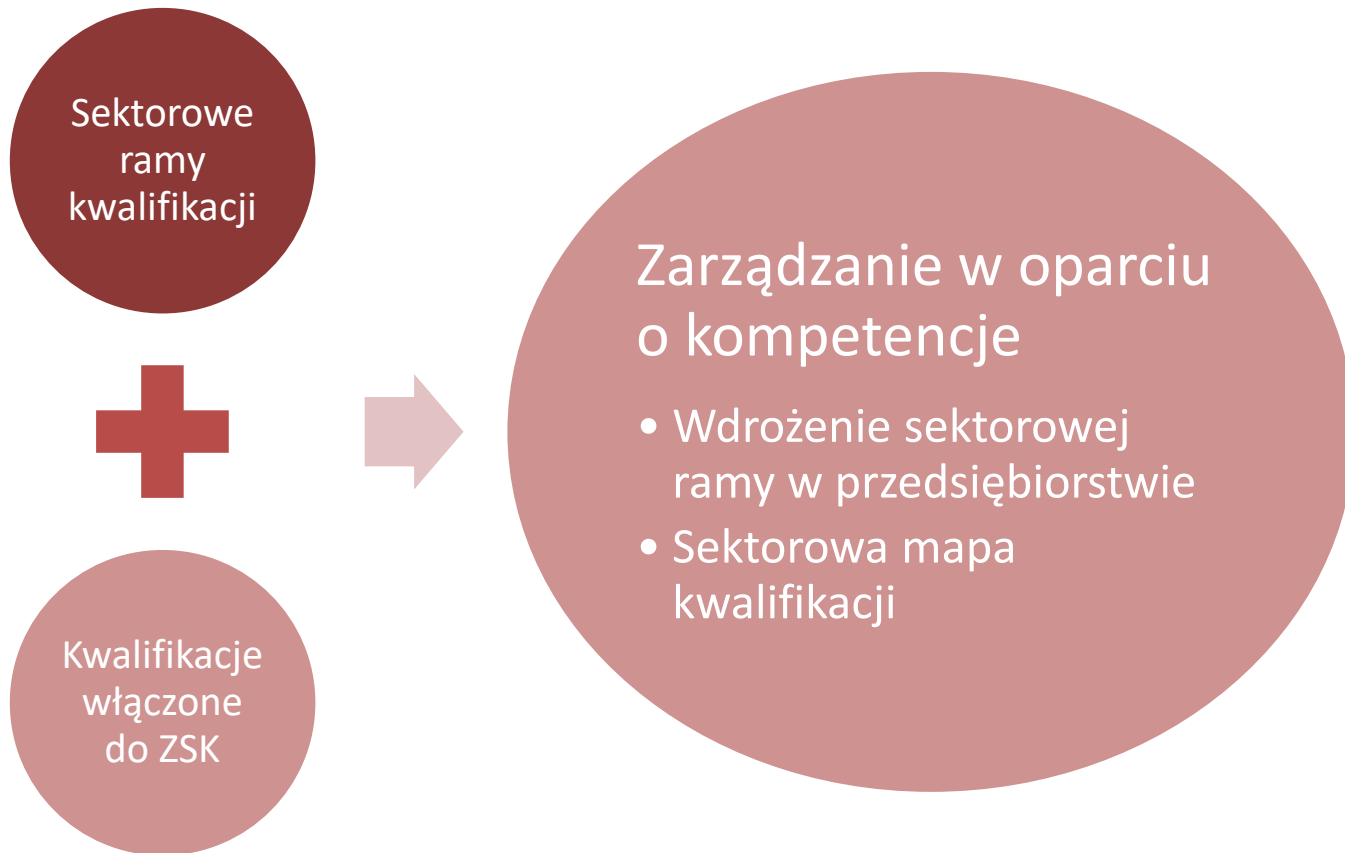 Sektorowe
ramy
kwalifikacji
Kwalifikacje
włączone
do ZSK
Zarządzanie w oparciu
o kompetencje
• Wdrożenie sektorowej
ramy w przedsiębiorstwie
• Sektorowa mapa
kwalifikacji